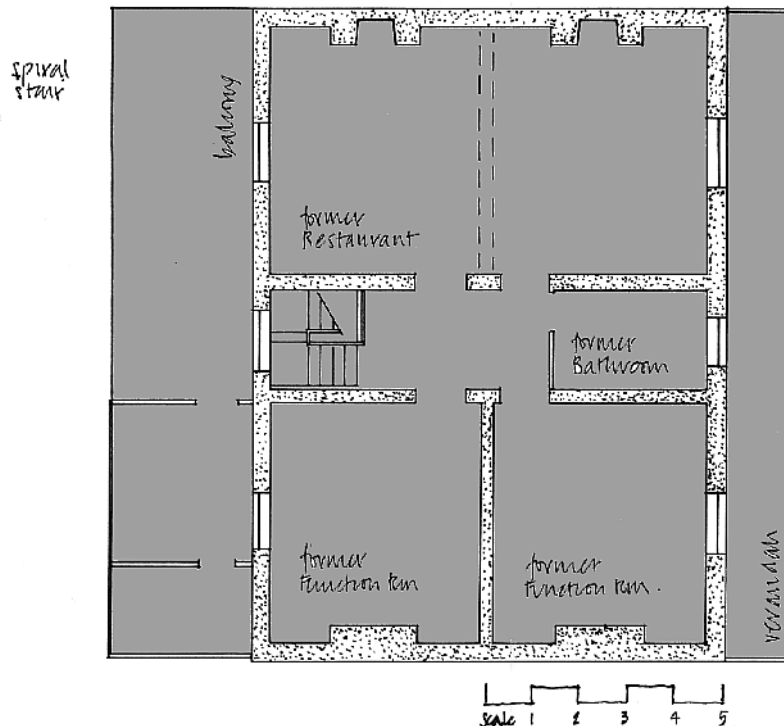 spiral
stair
balcony
former
Restaurant
former
Bathroom
former
Function Rm
former
Function Rm.
verandah
scale 1 2 3 4 5